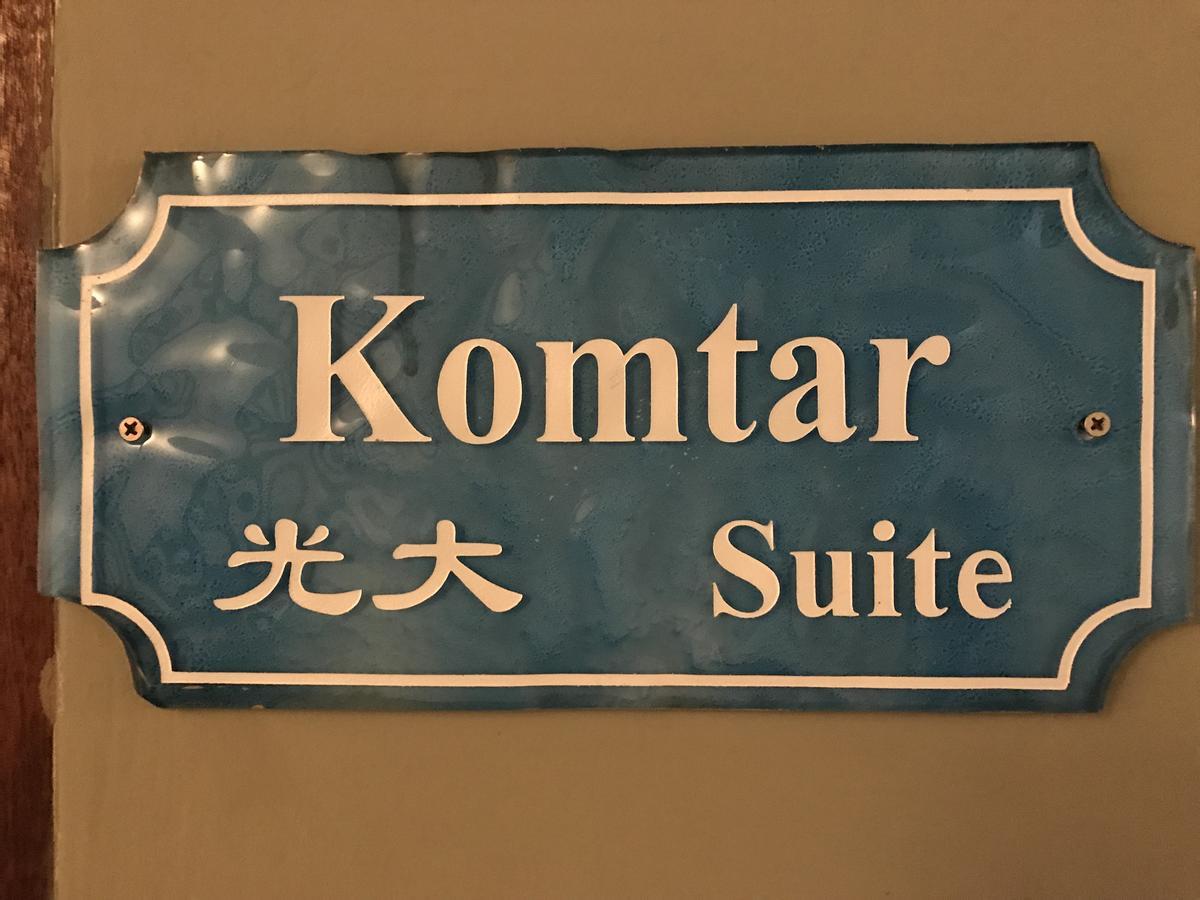 Komtar
光大 Suite